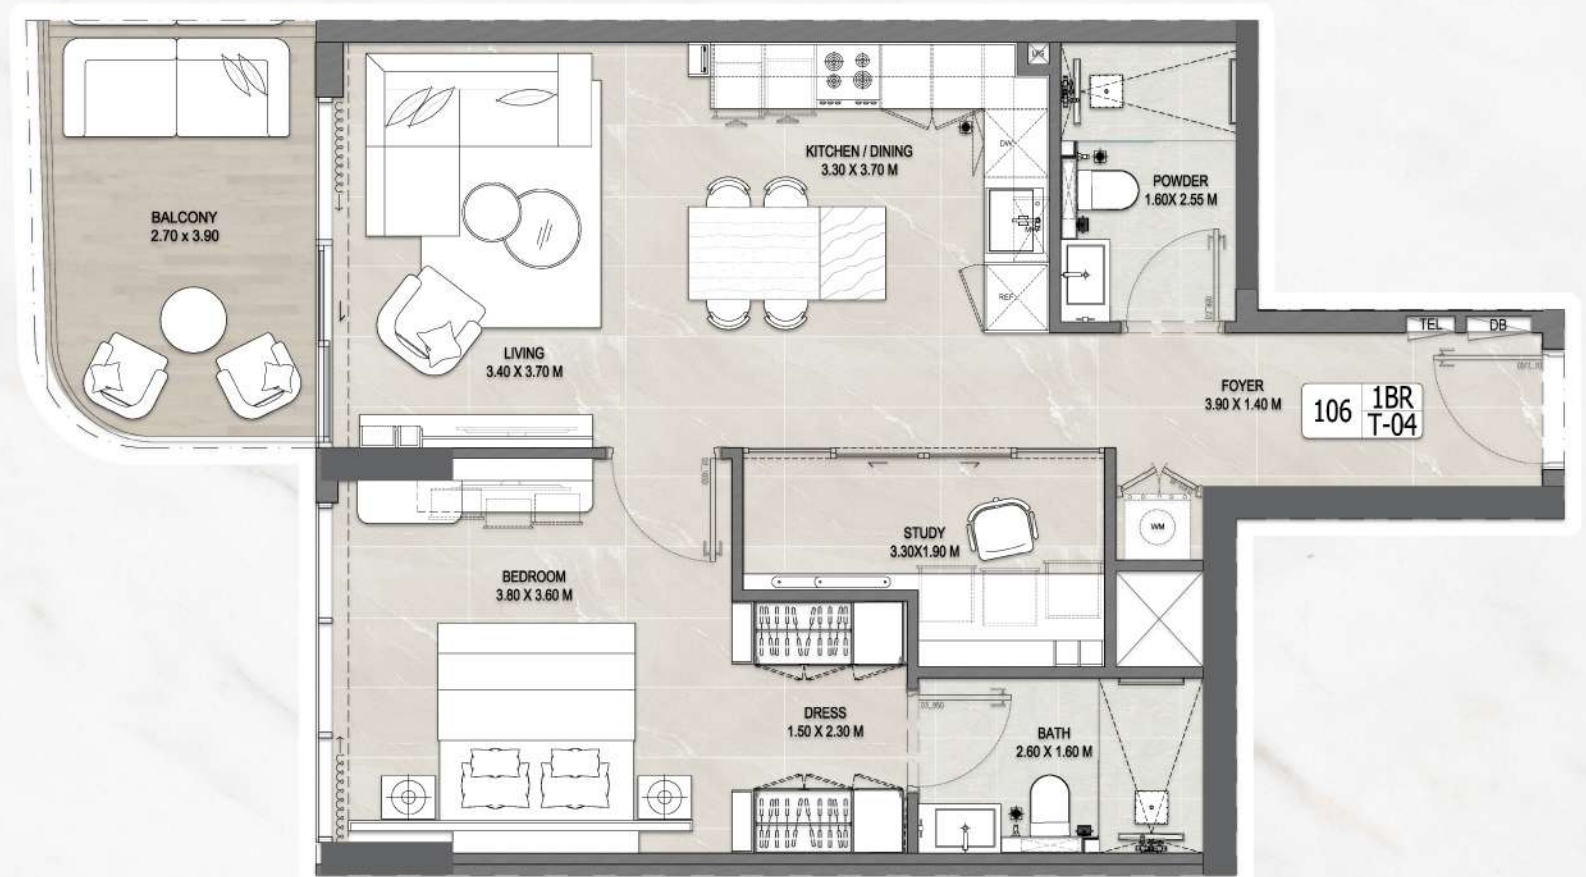 KITCHEN / DINING
3.30 X 3.70 M
DW
REF.
POWDER
1.60X 2.55 M
BALCONY
2.70 x 3.90
LIVING
3.40 X 3.70 M
TEL
DB
FOYER
3.90 X 1.40 M
106
1BR
T-04
STUDY
3.30X1.90 M
WM
BEDROOM
3.80 X 3.60 M
DRESS
1.50 X 2.30 M
BATH
2.60 X 1.60 M